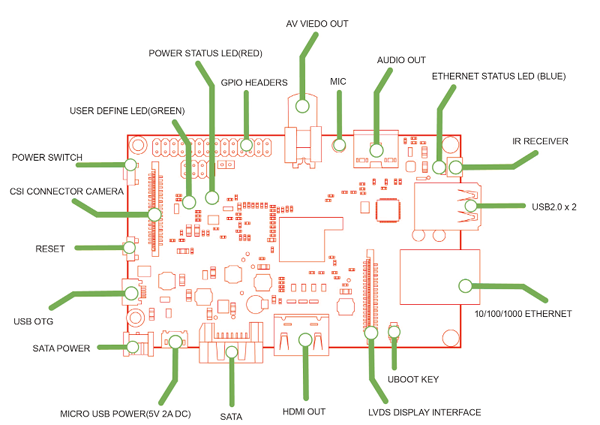 AV VIEDO OUT
POWER STATUS LED(RED)
AUDIO OUT
GPIO HEADERS
MIC
ETHERNET STATUS LED (BLUE)
USER DEFINE LED(GREEN)
IR RECEIVER
POWER SWITCH
CSI CONNECTOR CAMERA
USB2.0 x 2
RESET
USB OTG
10/100/1000 ETHERNET
SATA POWER
UBOOT KEY
MICRO USB POWER(5V 2A DC)
SATA
HDMI OUT
LVDS DISPLAY INTERFACE